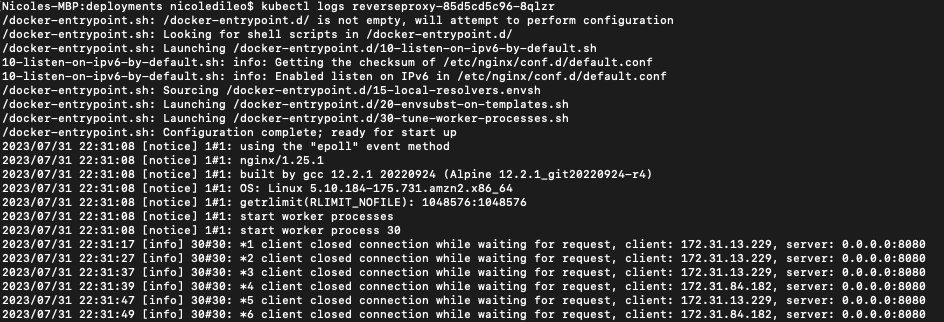 Nicoles-MBP:deployments nicoledileo$ kubectl logs reverseproxy-85d5cd5c96-8qlzr
/docker-entrypoint.sh: /docker-entrypoint.d/ is not empty, will attempt to perform configuration
/docker-entrypoint.sh: Looking for shell scripts in /docker-entrypoint.d/
/docker-entrypoint.sh: Launching /docker-entrypoint.d/10-listen-on-ipv6-by-default.sh
10-listen-on-ipv6-by-default.sh: info: Getting the checksum of /etc/nginx/conf.d/default.conf
10-listen-on-ipv6-by-default.sh: info: Enabled listen on IPv6 in /etc/nginx/conf.d/default.conf
/docker-entrypoint.sh: Sourcing /docker-entrypoint.d/15-local-resolvers.envsh
/docker-entrypoint.sh: Launching /docker-entrypoint.d/20-envsubst-on-templates.sh
/docker-entrypoint.sh: Launching /docker-entrypoint.d/30-tune-worker-processes.sh
/docker-entrypoint.sh: Configuration complete; ready for start up
2023/07/31 22:31:08 [notice] 1#1: using the "epoll" event method
2023/07/31 22:31:08 [notice] 1#1: nginx/1.25.1
2023/07/31 22:31:08 [notice] 1#1: built by gcc 12.2.1 20220924 (Alpine 12.2.1_git20220924-r4)
2023/07/31 22:31:08 [notice] 1#1: OS: Linux 5.10.184-175.731.amzn2.x86_64
2023/07/31 22:31:08 [notice] 1#1: getrlimit(RLIMIT_NOFILE): 1048576:1048576
2023/07/31 22:31:08 [notice] 1#1: start worker processes
2023/07/31 22:31:08 [notice] 1#1: start worker process 30
2023/07/31 22:31:17 [info] 30#30: *1 client closed connection while waiting for request, client: 172.31.13.229, server: 0.0.0.0:8080
2023/07/31 22:31:27 [info] 30#30: *2 client closed connection while waiting for request, client: 172.31.13.229, server: 0.0.0.0:8080
2023/07/31 22:31:37 [info] 30#30: *3 client closed connection while waiting for request, client: 172.31.13.229, server: 0.0.0.0:8080
2023/07/31 22:31:39 [info] 30#30: *4 client closed connection while waiting for request, client: 172.31.84.182, server: 0.0.0.0:8080
2023/07/31 22:31:47 [info] 30#30: *5 client closed connection while waiting for request, client: 172.31.13.229, server: 0.0.0.0:8080
2023/07/31 22:31:49 [info] 30#30: *6 client closed connection while waiting for request, client: 172.31.84.182, server: 0.0.0.0:8080